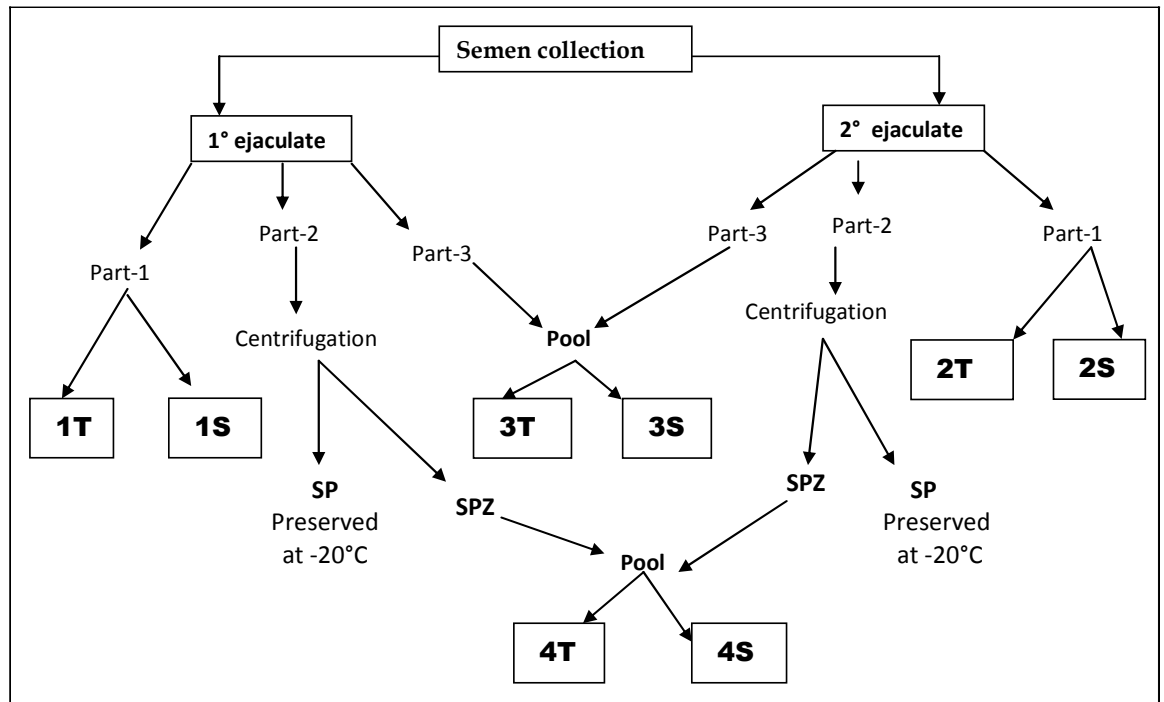 Semen collection
1° ejaculate
2° ejaculate
Part-1
Part-2
Part-3
Part-3
Part-2
Part-1
Centrifugation
Pool
Centrifugation
1T
1S
3T
3S
2T
2S
SP
Preserved
at -20°C
SPZ
SPZ
SP
Preserved
at -20°C
Pool
4T
4S